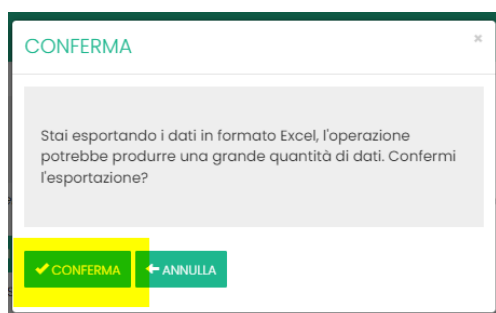 CONFERMA ×
Stai esportando i dati in formato Excel, l'operazione
potrebbe produrre una grande quantità di dati. Confermi
l'esportazione?
CONFERMA ANNULLA